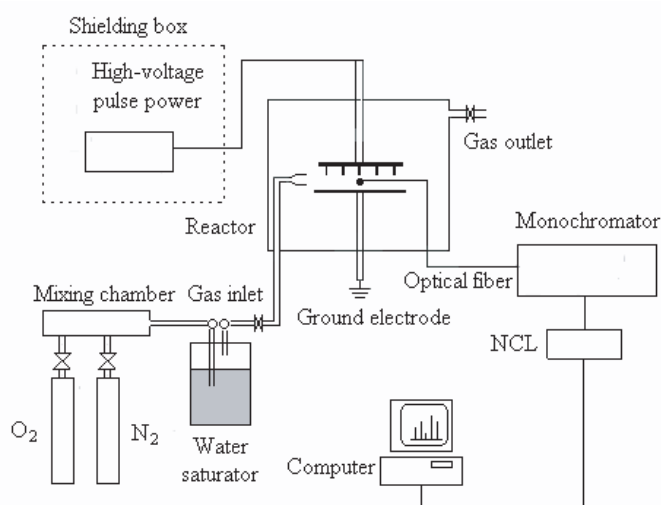 Shielding box
High-voltage
pulse power
Gas outlet
Reactor
Monochromator
Optical fiber
Mixing chamber
Gas inlet
Ground electrode
NCL
O₂
N₂
Water
saturator
Computer